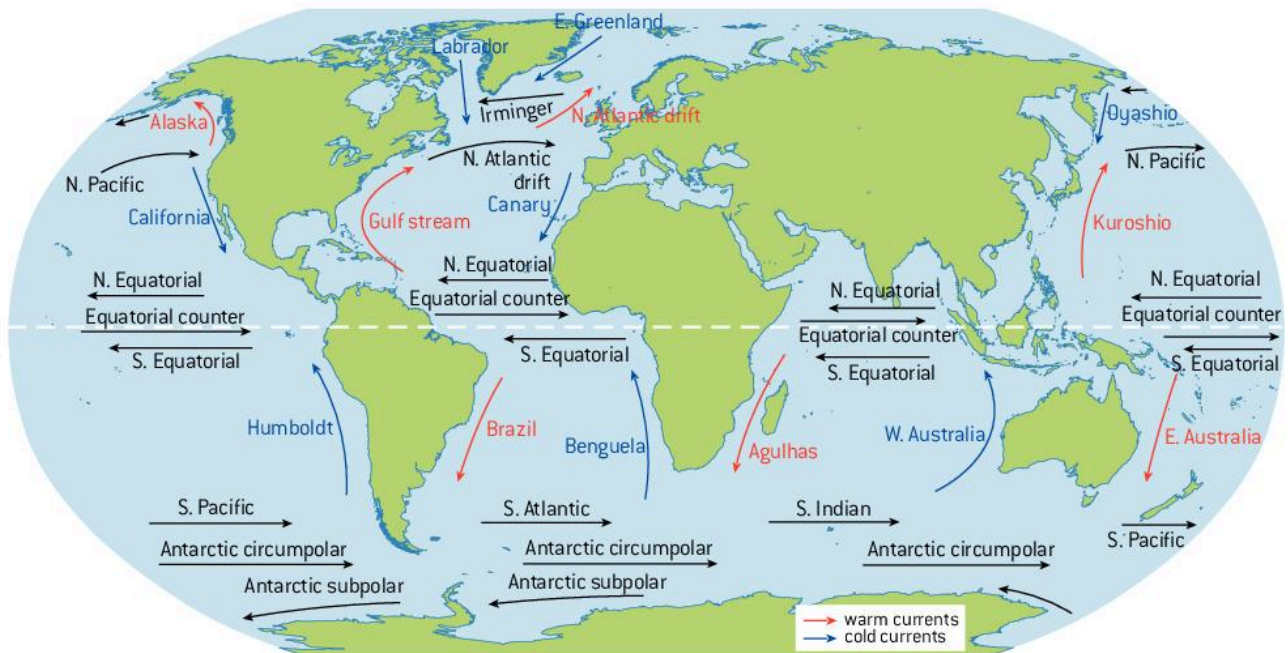 E. Greenland
Labrador
Irminger
N. Atlantic drift
Alaska
Oyashio
N. Pacific
N. Atlantic
drift
N. Pacific
California
Gulf stream
Canary
Kuroshio
N. Equatorial
N. Equatorial
N. Equatorial
N. Equatorial
Equatorial counter
Equatorial counter
Equatorial counter
Equatorial counter
S. Equatorial
S. Equatorial
S. Equatorial
S. Equatorial
Humboldt
Brazil
Benguela
Agulhas
W. Australia
E. Australia
S. Pacific
S. Atlantic
S. Indian
S. Pacific
Antarctic circumpolar
Antarctic circumpolar
Antarctic circumpolar
Antarctic subpolar
Antarctic subpolar
warm currents
cold currents